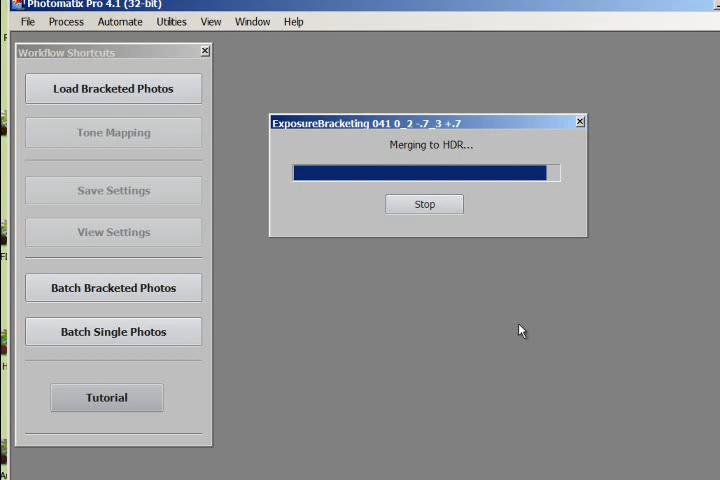 Photomatix Pro 4.1 (32-bit)
File Process Automate Utilities View Window Help
Workflow Shortcuts
Load Bracketed Photos
Tone Mapping
Save Settings
View Settings
Batch Bracketed Photos
Batch Single Photos
Tutorial
ExposureBracketing 041 0_2 -.7_3 +.7
Merging to HDR...
Stop